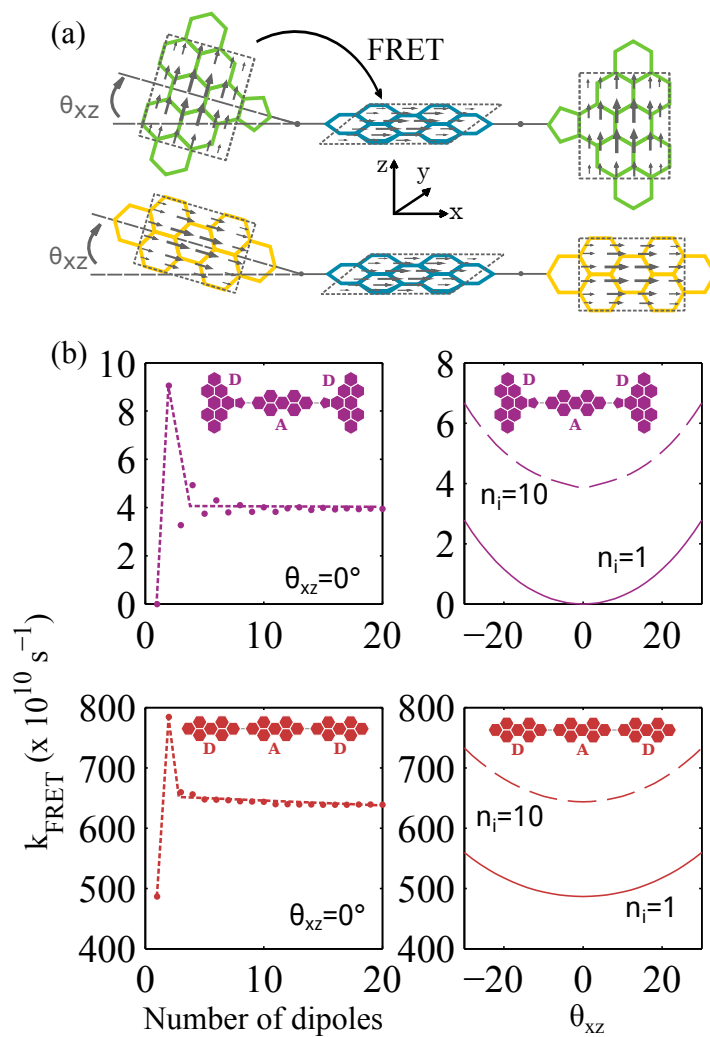 (a)
FRET
θxz
z
y
x
θxz
(b)
k_FRET (x 10^10 s^−1)
10
8
6
4
2
0
0
10
20
D
D
A
θxz=0°
8
6
4
2
0
−20
0
20
D
D
A
ni=10
ni=1
800
700
600
500
400
0
10
20
D
A
D
θxz=0°
Number of dipoles
800
700
600
500
400
−20
0
20
D
A
D
ni=10
ni=1
θxz